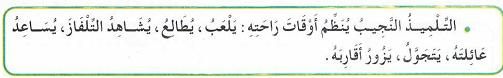 • التِّلْمِيذُ النَّجِيبُ يُنَظِّمُ أَوْقَاتَ رَاحَتِهِ : يَلْعَبُ ، يُطَالِعُ ، يُشَاهِدُ التِّلْفَازَ ، يُسَاعِدُ
عَائِلَتَهُ ، يَتَجَوَّلُ ، يَزُورُ أَقَارِبَهُ .